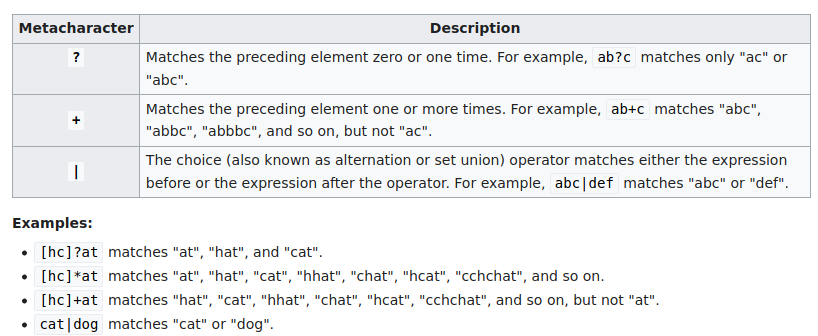 Metacharacter Description
? Matches the preceding element zero or one time. For example, ab?c matches only "ac" or
"abc".
+ Matches the preceding element one or more times. For example, ab+c matches "abc",
"abbc", "abbbc", and so on, but not "ac".
| The choice (also known as alternation or set union) operator matches either the expression
before or the expression after the operator. For example, abc|def matches "abc" or "def".
Examples:
• [hc]?at matches "at", "hat", and "cat".
• [hc]*at matches "at", "hat", "cat", "hhat", "chat", "hcat", "cchchat", and so on.
• [hc]+at matches "hat", "cat", "hhat", "chat", "hcat", "cchchat", and so on, but not "at".
• cat|dog matches "cat" or "dog".